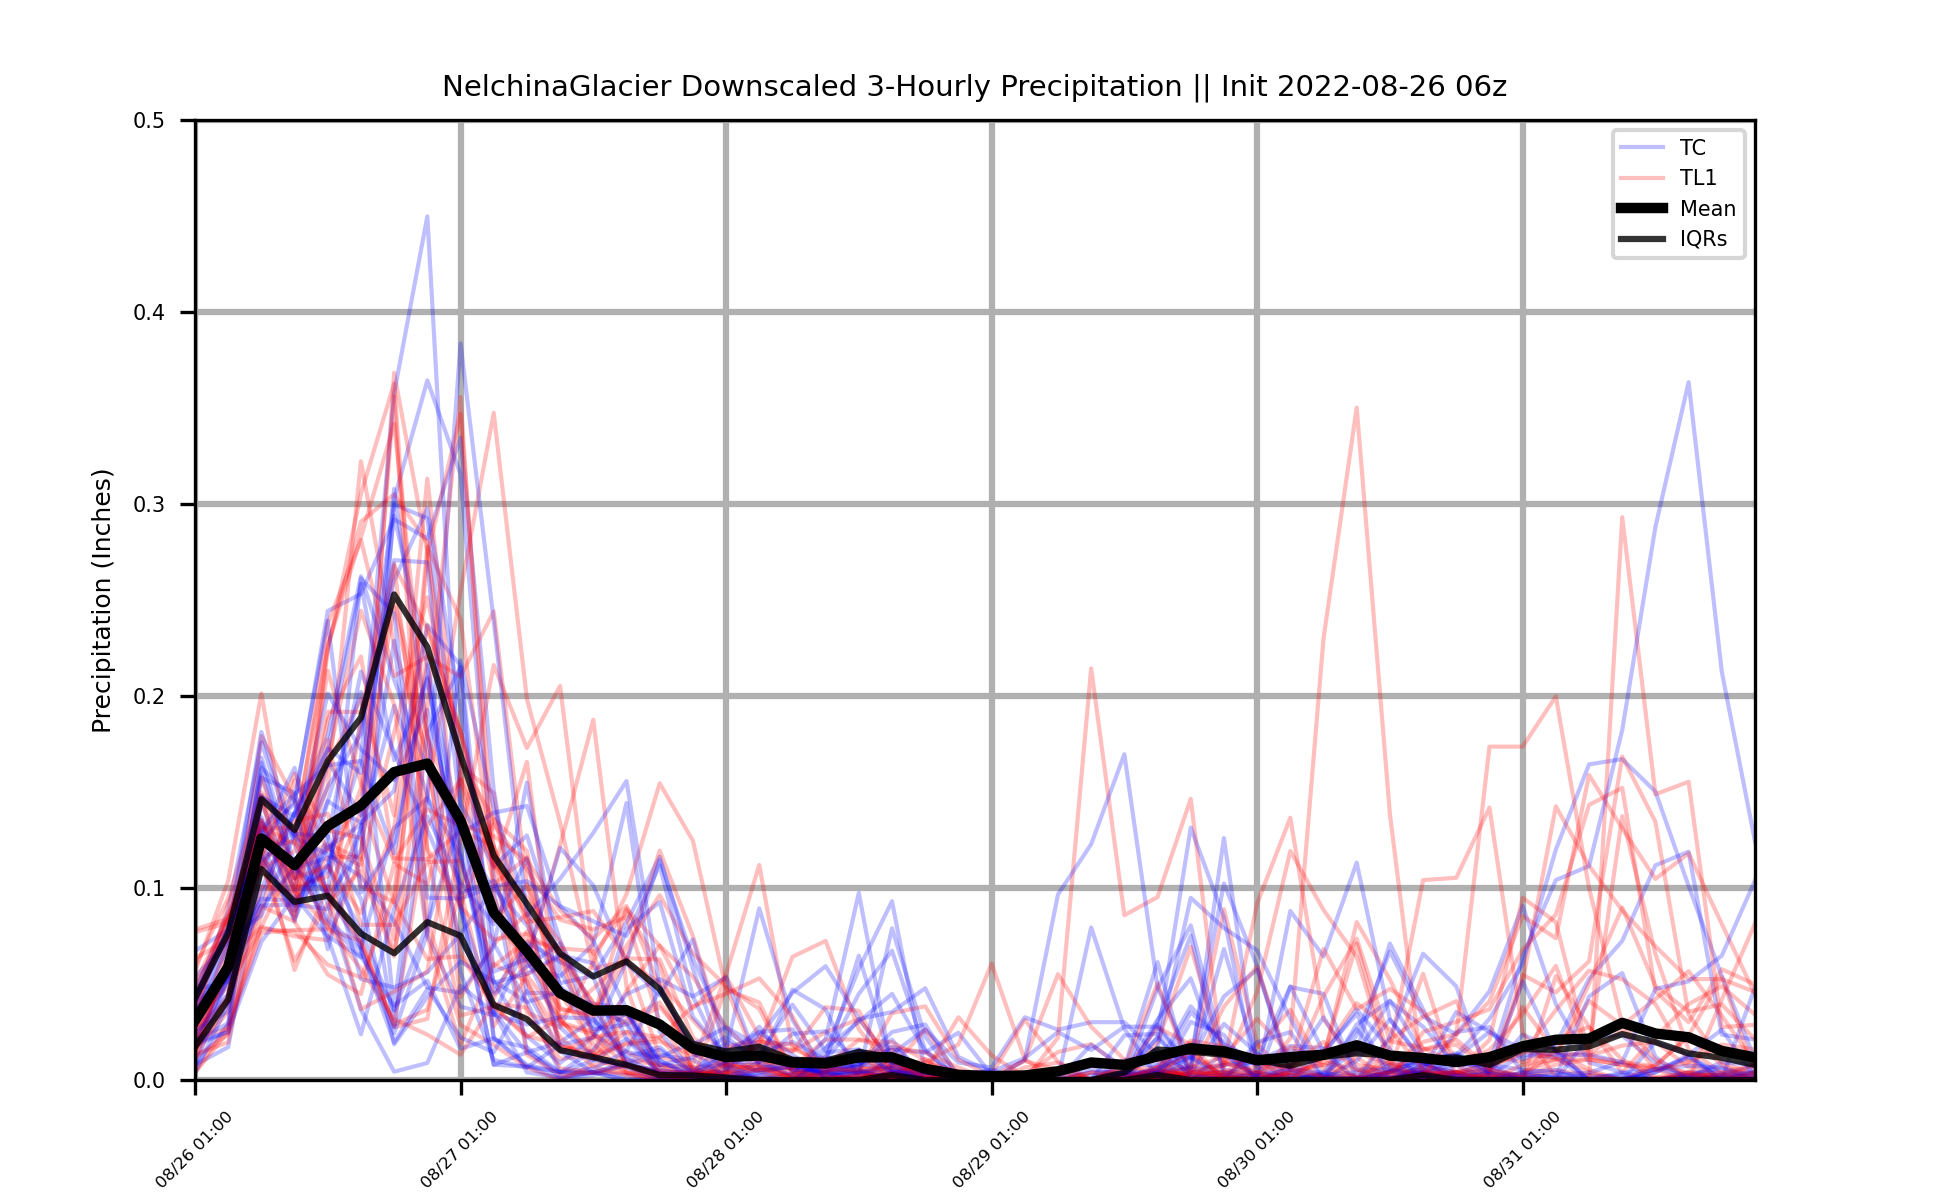 NelchinaGlacier Downscaled 3-Hourly Precipitation || Init 2022-08-26 06z
Precipitation (Inches)
0.5
0.4
0.3
0.2
0.1
0.0
TC
TL1
Mean
IQRs
08/26 01:00
08/27 01:00
08/28 01:00
08/29 01:00
08/30 01:00
08/31 01:00